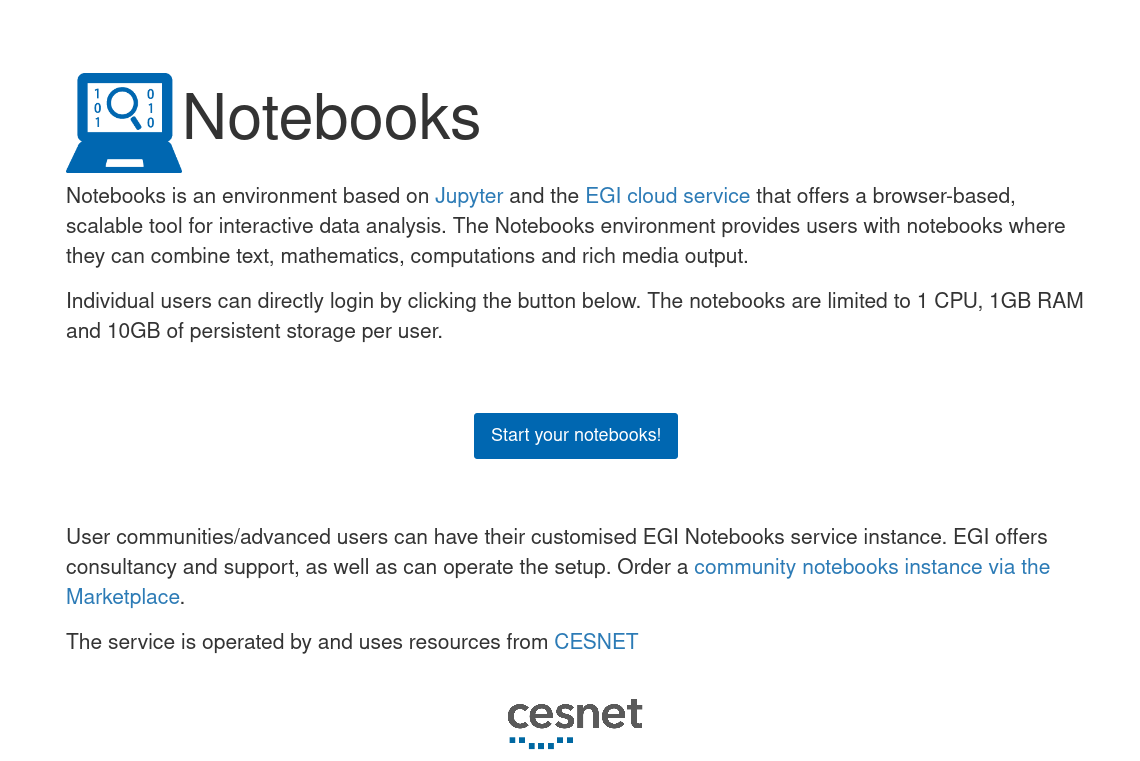 1 0
0 1
1 0
Notebooks
Notebooks is an environment based on Jupyter and the EGI cloud service that offers a browser-based,
scalable tool for interactive data analysis. The Notebooks environment provides users with notebooks where
they can combine text, mathematics, computations and rich media output.
Individual users can directly login by clicking the button below. The notebooks are limited to 1 CPU, 1GB RAM
and 10GB of persistent storage per user.
Start your notebooks!
User communities/advanced users can have their customised EGI Notebooks service instance. EGI offers
consultancy and support, as well as can operate the setup. Order a community notebooks instance via the
Marketplace.
The service is operated by and uses resources from CESNET
cesnet